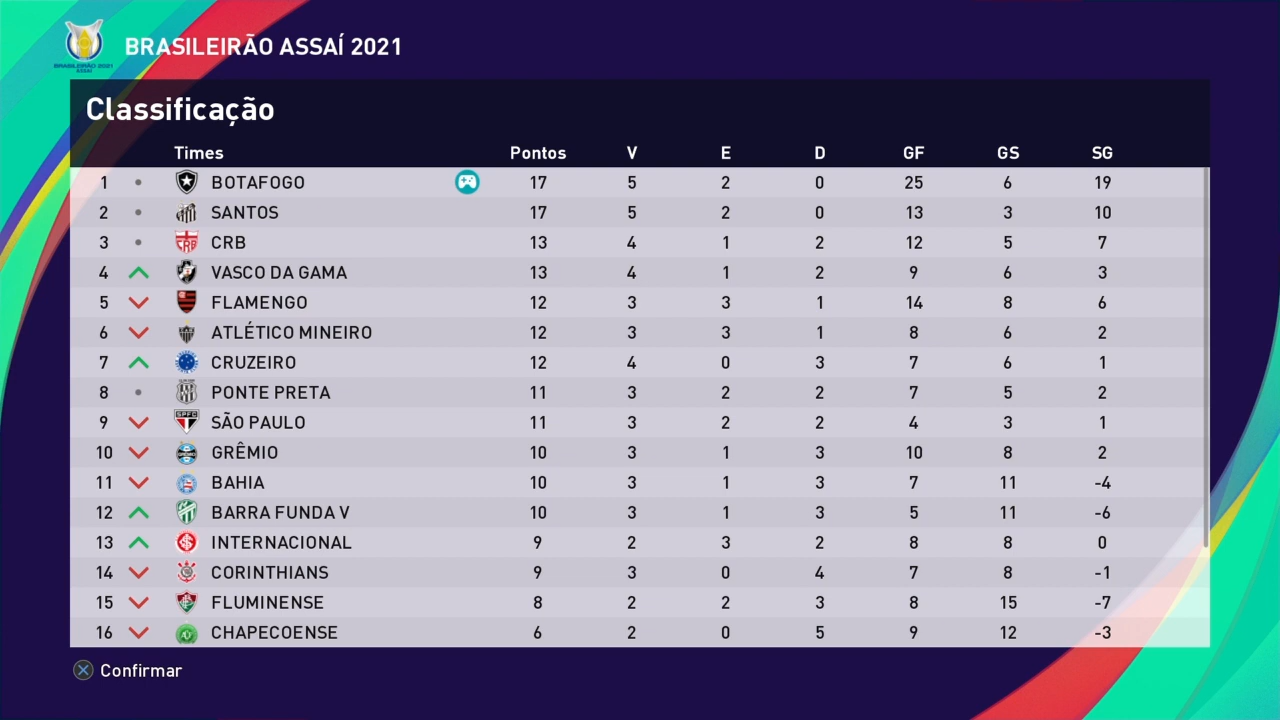 BRASILEIRÃO ASSAÍ 2021
BRASILEIRÃO 2021
ASSAÍ
Classificação
Times Pontos V E D GF GS SG
1 BOTAFOGO 17 5 2 0 25 6 19
2 SANTOS 17 5 2 0 13 3 10
3 CRB CRB 13 4 1 2 12 5 7
4 VASCO DA GAMA 13 4 1 2 9 6 3
5 FLAMENGO 12 3 3 1 14 8 6
6 ATLÉTICO MINEIRO 12 3 3 1 8 6 2
7 CRUZEIRO 12 4 0 3 7 6 1
8 PONTE PRETA 11 3 2 2 7 5 2
9 SPFC SÃO PAULO 11 3 2 2 4 3 1
10 GRÊMIO 10 3 1 3 10 8 2
11 BAHIA 10 3 1 3 7 11 -4
12 BARRA FUNDA V 10 3 1 3 5 11 -6
13 INTERNACIONAL 9 2 3 2 8 8 0
14 CORINTHIANS 9 3 0 4 7 8 -1
15 FLUMINENSE 8 2 2 3 8 15 -7
16 CHAPECOENSE 6 2 0 5 9 12 -3
Confirmar